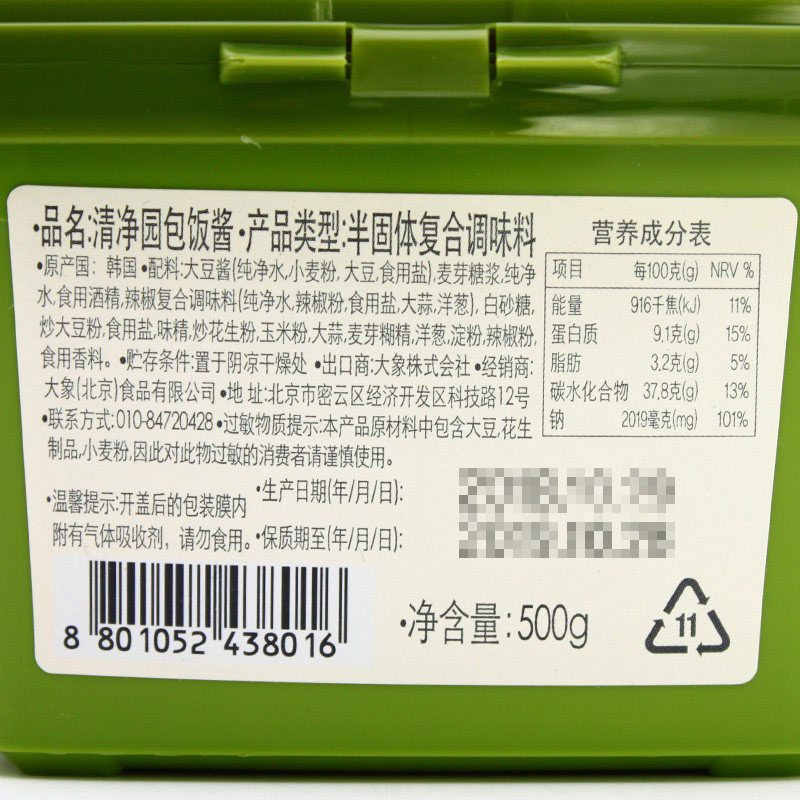 •品名:清净园包饭酱 •产品类型:半固体复合调味料
•原产国：韩国 •配料:大豆酱(纯净水,小麦粉,大豆,食用盐),麦芽糖浆,纯净
水,食用酒精,辣椒复合调味料(纯净水,辣椒粉,食用盐,大蒜,洋葱),白砂糖,
炒大豆粉,食用盐,味精,炒花生粉,玉米粉,大蒜,麦芽糊精,洋葱,淀粉,辣椒粉,
食用香料。•贮存条件:置于阴凉干燥处 •出口商:大象株式会社 •经销商:
大象(北京)食品有限公司 •地 址:北京市密云区经济开发区科技路12号
•联系方式:010-84720428 •过敏物质提示:本产品原材料中包含大豆,花生
制品,小麦粉,因此对此物过敏的消费者请谨慎使用。
营养成分表
项目 每100克(g) NRV %
能量 916千焦(kJ) 11%
蛋白质 9.1克(g) 15%
脂肪 3.2克(g) 5%
碳水化合物 37.8克(g) 13%
钠 2019毫克(mg) 101%
•温馨提示:开盖后的包装膜内
附有气体吸收剂，请勿食用。
•生产日期(年/月/日):
•保质期至(年/月/日):
8 801052 438016
•净含量:500g
11